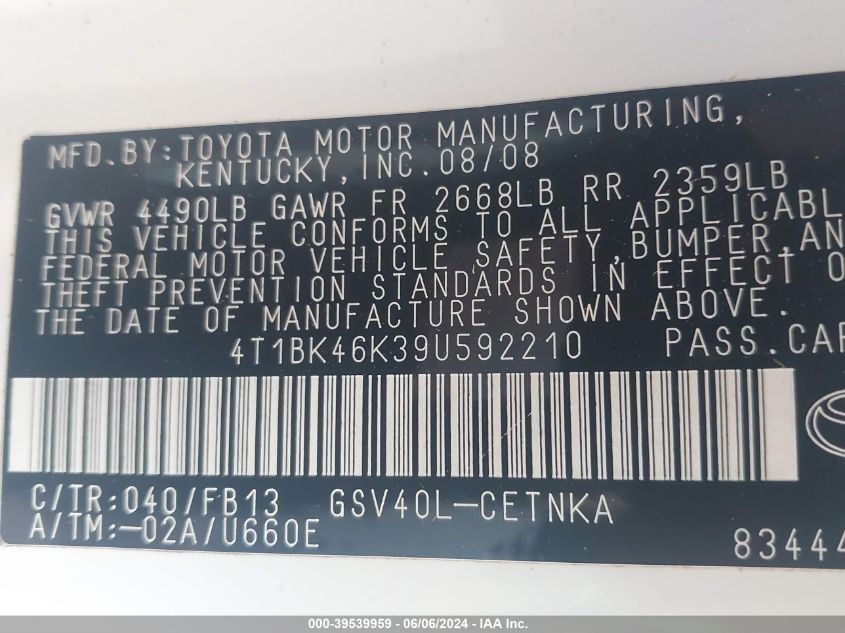 MFD. BY: TOYOTA MOTOR MANUFACTURING,
KENTUCKY, INC. 08/08
GVWR 4490LB GAWR FR 2668LB RR 2359LB
THIS VEHICLE CONFORMS TO ALL APPLICABL
FEDERAL MOTOR VEHICLE SAFETY, BUMPER, AN
THEFT PREVENTION STANDARDS IN EFFECT O
THE DATE OF MANUFACTURE SHOWN ABOVE.
4T1BK46K39U592210 PASS. CAR
C/TR: 040/FB13 GSV40L-CETNKA
A/TM: -02A/U660E
83444
000-39539959 - 06/06/2024 - IAA Inc.